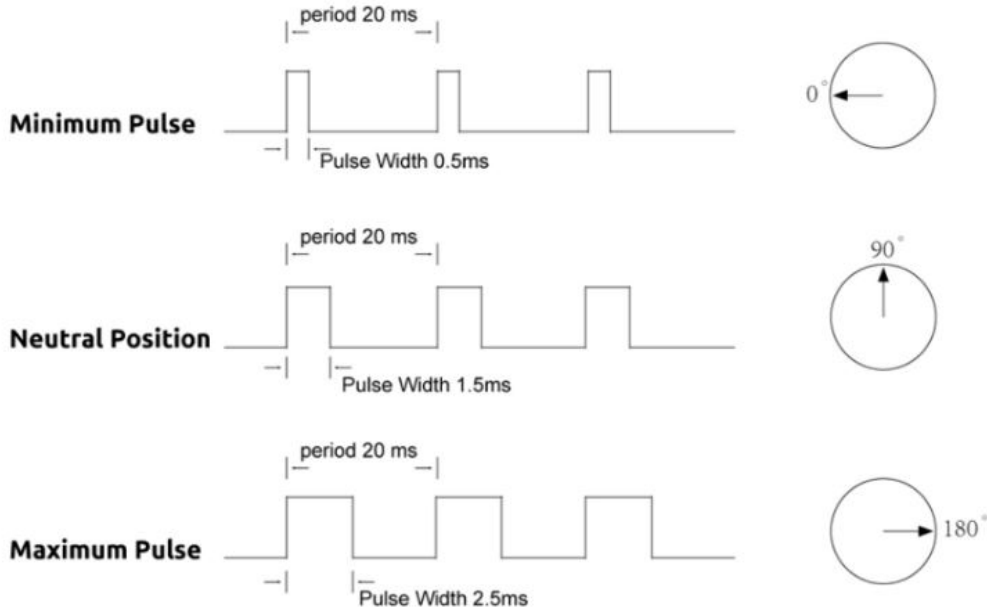 period 20 ms
0°
Minimum Pulse
Pulse Width 0.5ms
period 20 ms
90°
Neutral Position
Pulse Width 1.5ms
period 20 ms
180°
Maximum Pulse
Pulse Width 2.5ms